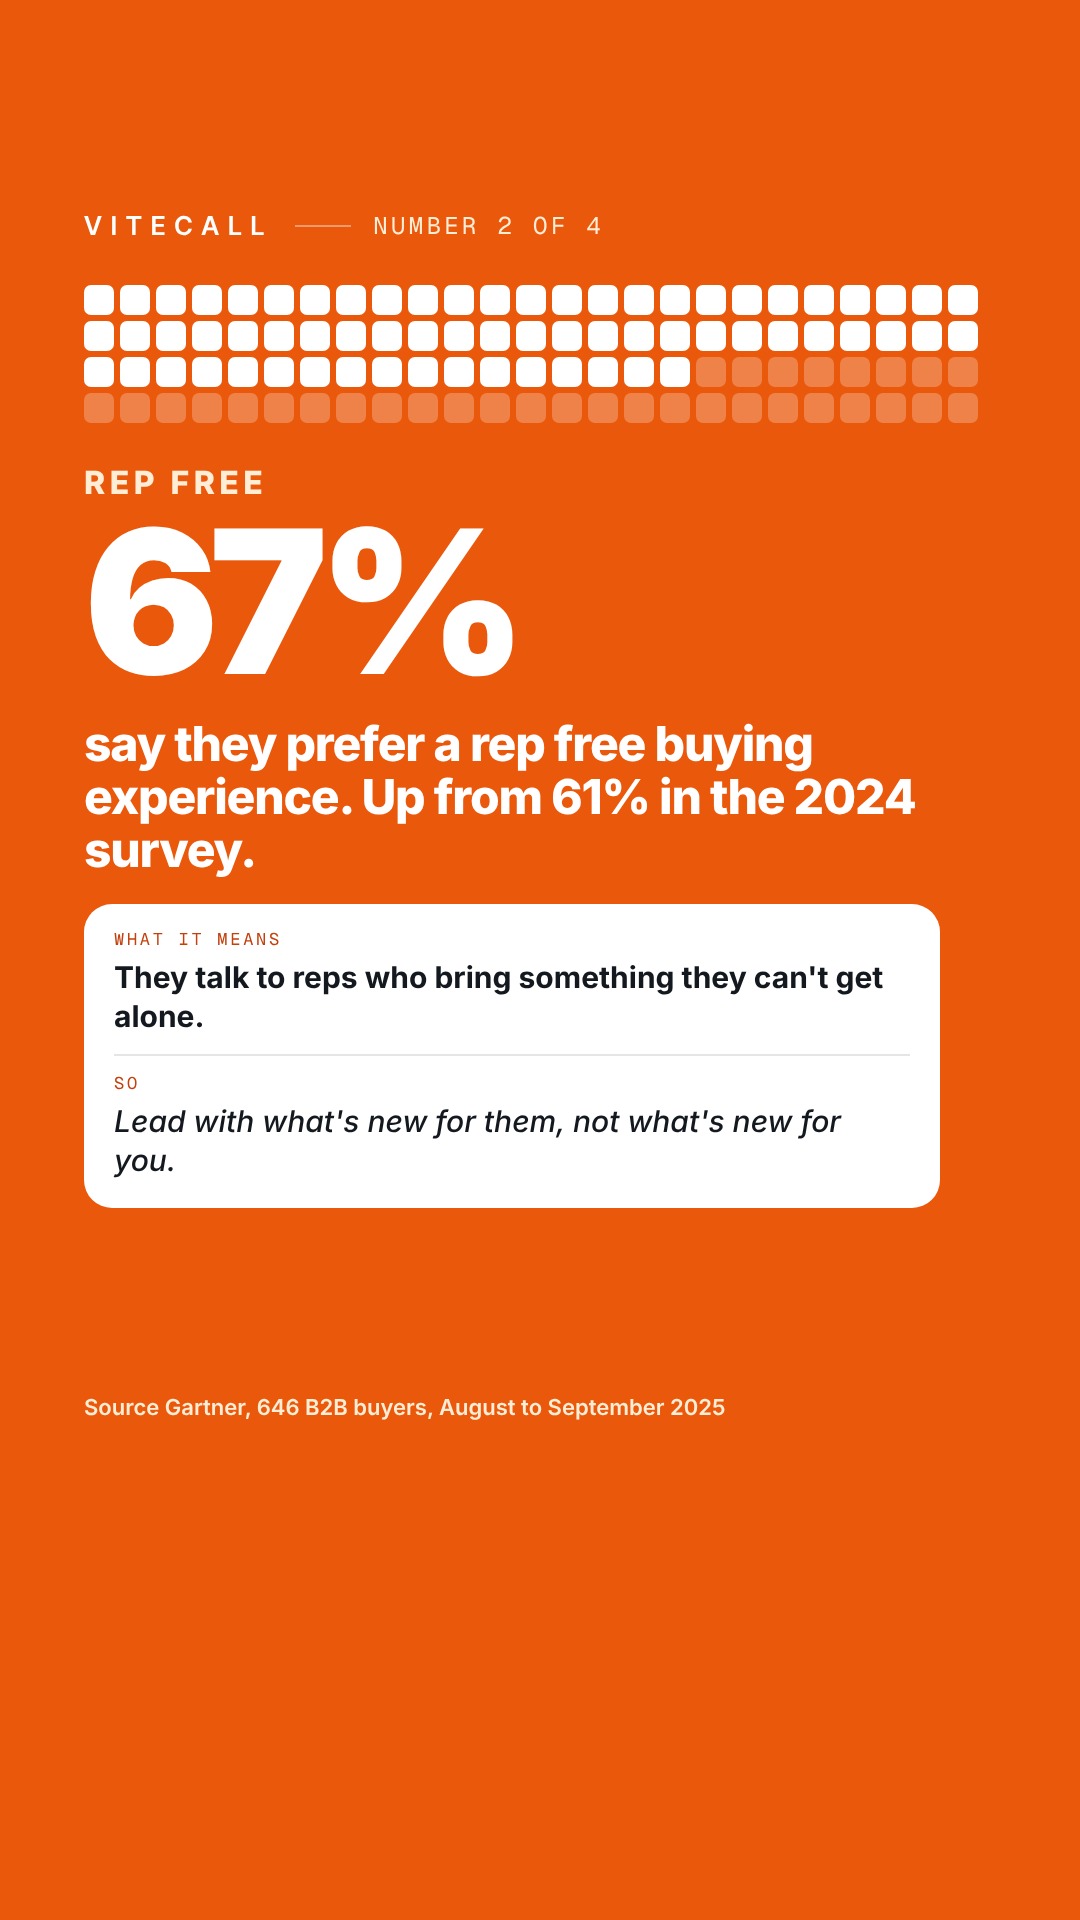 VITECALL — NUMBER 2 OF 4
REP FREE
67%
say they prefer a rep free buying
experience. Up from 61% in the 2024
survey.
WHAT IT MEANS
They talk to reps who bring something they can't get
alone.
SO
Lead with what's new for them, not what's new for
you.
Source Gartner, 646 B2B buyers, August to September 2025